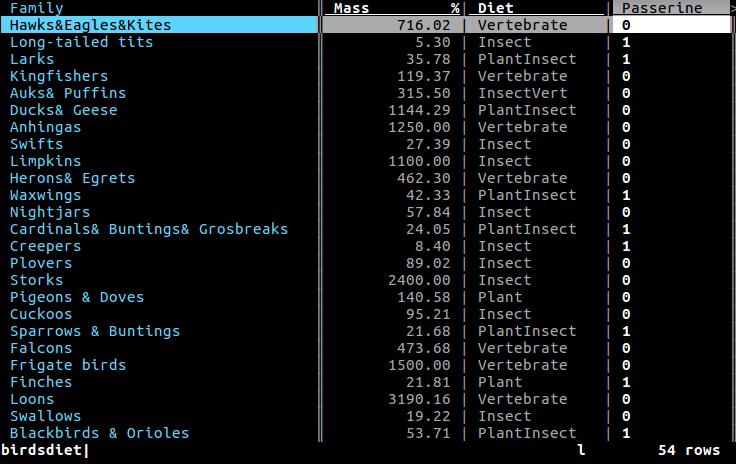 Family Mass %| Diet Passerine >
Hawks&Eagles&Kites 716.02 | Vertebrate | 0
Long-tailed tits 5.30 | Insect | 1
Larks 35.78 | PlantInsect | 1
Kingfishers 119.37 | Vertebrate | 0
Auks& Puffins 315.50 | InsectVert | 0
Ducks& Geese 1144.29 | PlantInsect | 0
Anhingas 1250.00 | Vertebrate | 0
Swifts 27.39 | Insect | 0
Limpkins 1100.00 | Insect | 0
Herons& Egrets 462.30 | Vertebrate | 0
Waxwings 42.33 | PlantInsect | 1
Nightjars 57.84 | Insect | 0
Cardinals& Buntings& Grosbreaks 24.05 | PlantInsect | 1
Creepers 8.40 | Insect | 1
Plovers 89.02 | Insect | 0
Storks 2400.00 | Insect | 0
Pigeons & Doves 140.58 | Plant | 0
Cuckoos 95.21 | Insect | 0
Sparrows & Buntings 21.68 | PlantInsect | 1
Falcons 473.68 | Vertebrate | 0
Frigate birds 1500.00 | Vertebrate | 0
Finches 21.81 | Plant | 1
Loons 3190.16 | Vertebrate | 0
Swallows 19.22 | Insect | 0
Blackbirds & Orioles 53.71 | PlantInsect | 1
birdsdiet| l 54 rows